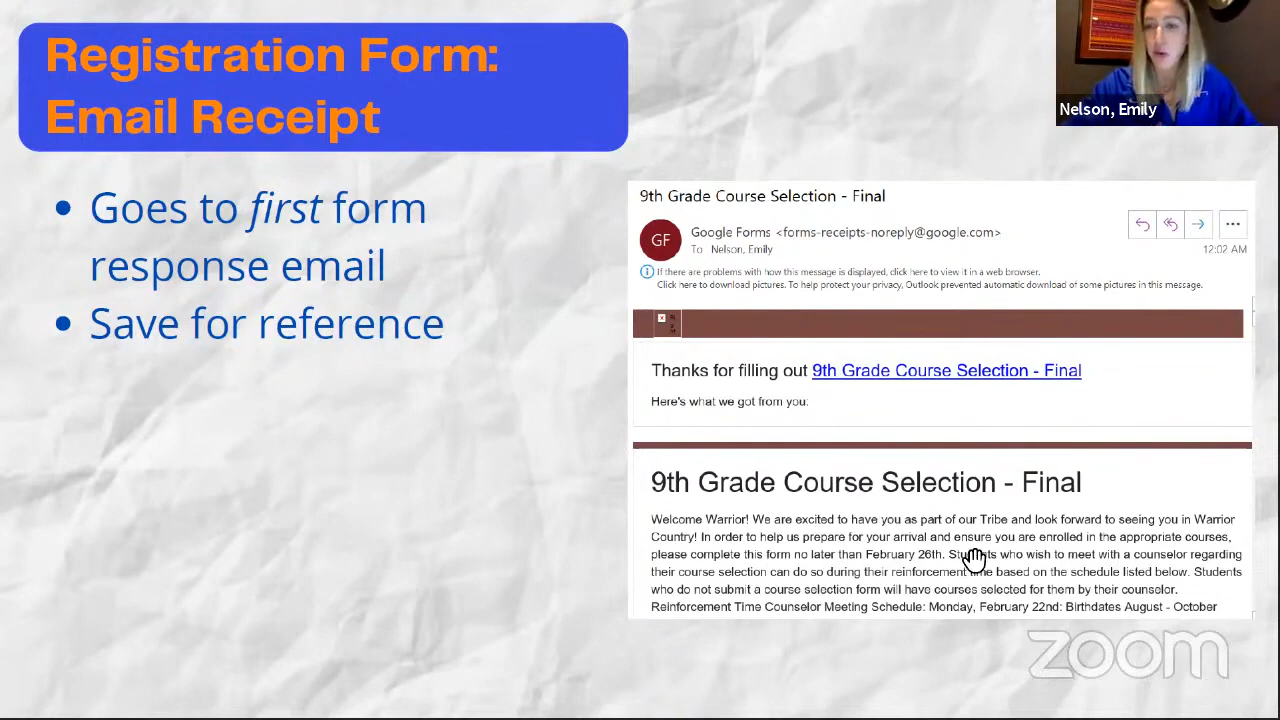 Registration Form:
Email Receipt
Nelson, Emily
• Goes to first form
response email
• Save for reference
9th Grade Course Selection - Final
GF
Google Forms <forms-receipts-noreply@google.com>
To Nelson, Emily
12:02 AM
If there are problems with how this message is displayed, click here to view it in a web browser.
Click here to download pictures. To help protect your privacy, Outlook prevented automatic download of some pictures in this message.
Thanks for filling out 9th Grade Course Selection - Final
Here's what we got from you:
9th Grade Course Selection - Final
Welcome Warrior! We are excited to have you as part of our Tribe and look forward to seeing you in Warrior
Country! In order to help us prepare for your arrival and ensure you are enrolled in the appropriate courses,
please complete this form no later than February 26th. Students who wish to meet with a counselor regarding
their course selection can do so during their reinforcement time based on the schedule listed below. Students
who do not submit a course selection form will have courses selected for them by their counselor.
Reinforcement Time Counselor Meeting Schedule: Monday, February 22nd: Birthdates August - October
zoom